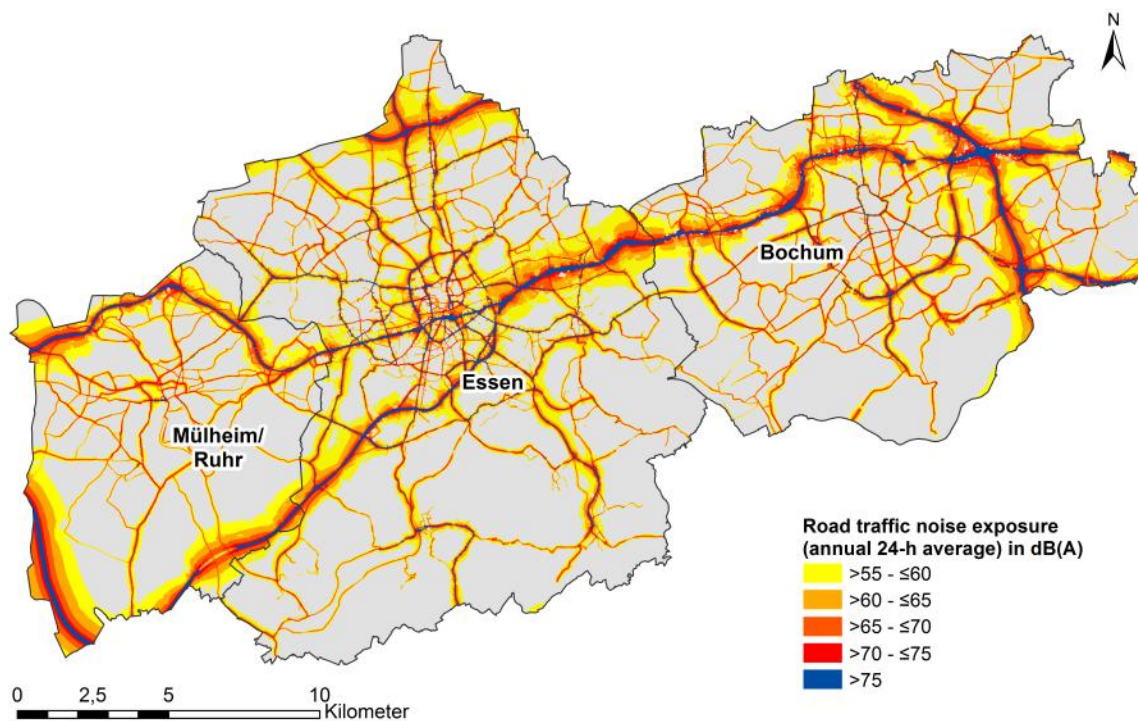 N
Bochum
Essen
Mülheim/
Ruhr
Road traffic noise exposure
(annual 24-h average) in dB(A)
>55 - ≤60
>60 - ≤65
>65 - ≤70
>70 - ≤75
>75
0 2,5 5 10
Kilometer